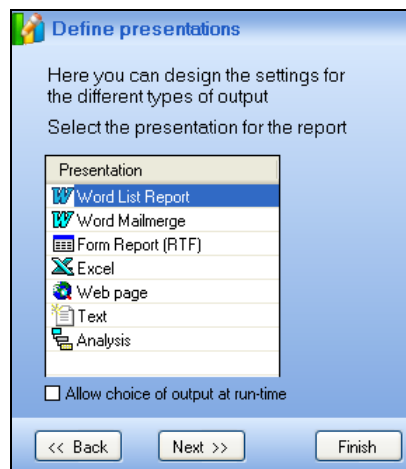 Define presentations
Here you can design the settings for
the different types of output
Select the presentation for the report
Presentation
Word List Report
Word Mailmerge
Form Report (RTF)
Excel
Web page
Text
Analysis
Allow choice of output at run-time
<< Back
Next >>
Finish